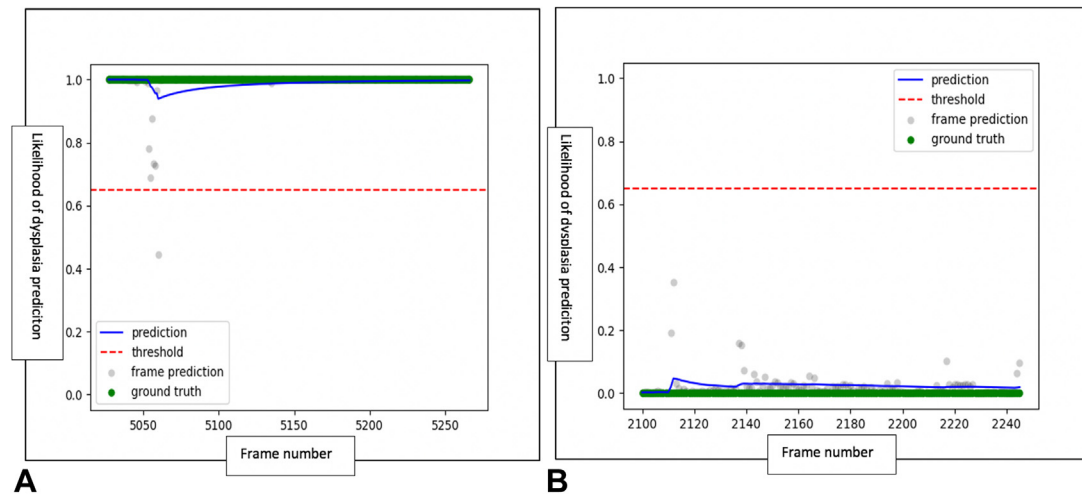 1.0
0.8
0.6
0.4
0.2
0.0
5050 5100 5150 5200 5250
Likelihood of dysplasia prediciton
Frame number
prediction
threshold
frame prediction
ground truth
A
1.0
0.8
0.6
0.4
0.2
0.0
2100 2120 2140 2160 2180 2200 2220 2240
Likelihood of dysplasia prediciton
Frame number
prediction
threshold
frame prediction
ground truth
B